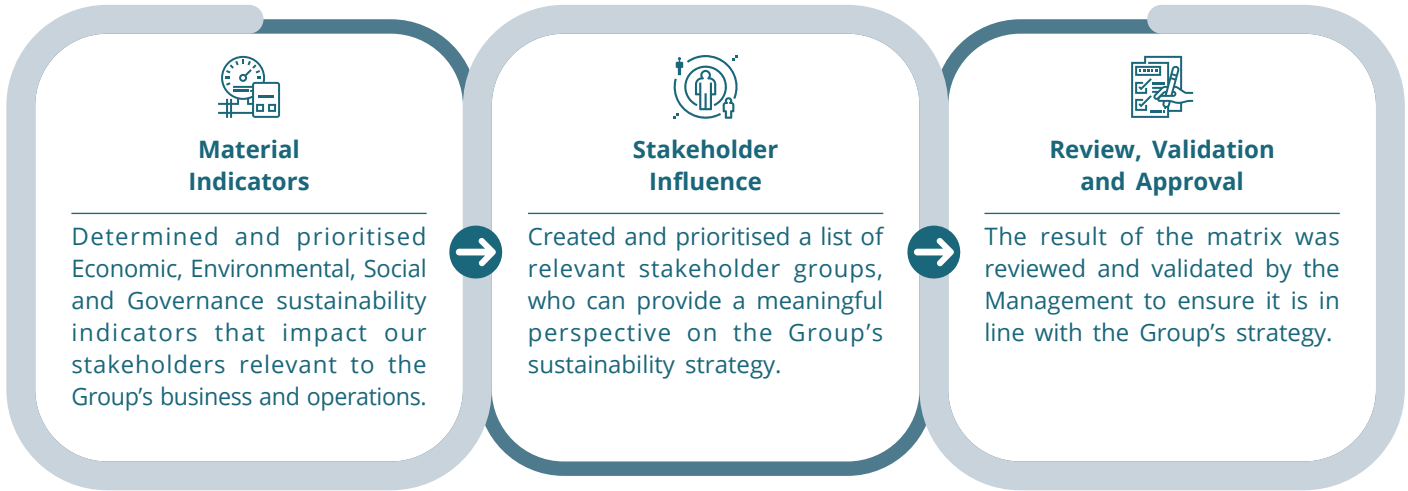 Material
Indicators
Determined and prioritised
Economic, Environmental, Social
and Governance sustainability
indicators that impact our
stakeholders relevant to the
Group’s business and operations.
Stakeholder
Influence
Created and prioritised a list of
relevant stakeholder groups,
who can provide a meaningful
perspective on the Group’s
sustainability strategy.
Review, Validation
and Approval
The result of the matrix was
reviewed and validated by the
Management to ensure it is in
line with the Group’s strategy.